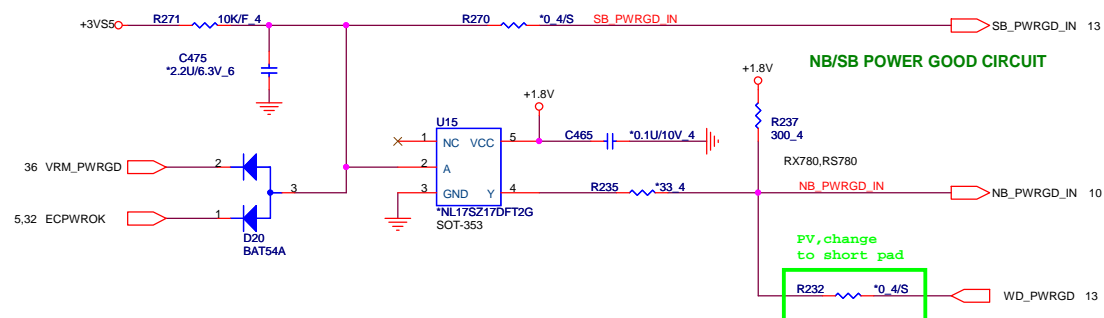 +3VS5
R271
10K/F_4
R270
*0_4/S
SB_PWRGD_IN
SB_PWRGD_IN 13
C475
*2.2U/6.3V_6
NB/SB POWER GOOD CIRCUIT
+1.8V
+1.8V
U15
1
NC
VCC
5
C465
*0.1U/10V_4
R237
300_4
36 VRM_PWRGD
2
2
A
RX780,RS780
3
3
GND
Y
4
R235
*33_4
NB_PWRGD_IN
NB_PWRGD_IN 10
5,32 ECPWROK
1
*NL17SZ17DFT2G
SOT-353
D20
BAT54A
PV,change
to short pad
R232
*0_4/S
WD_PWRGD 13